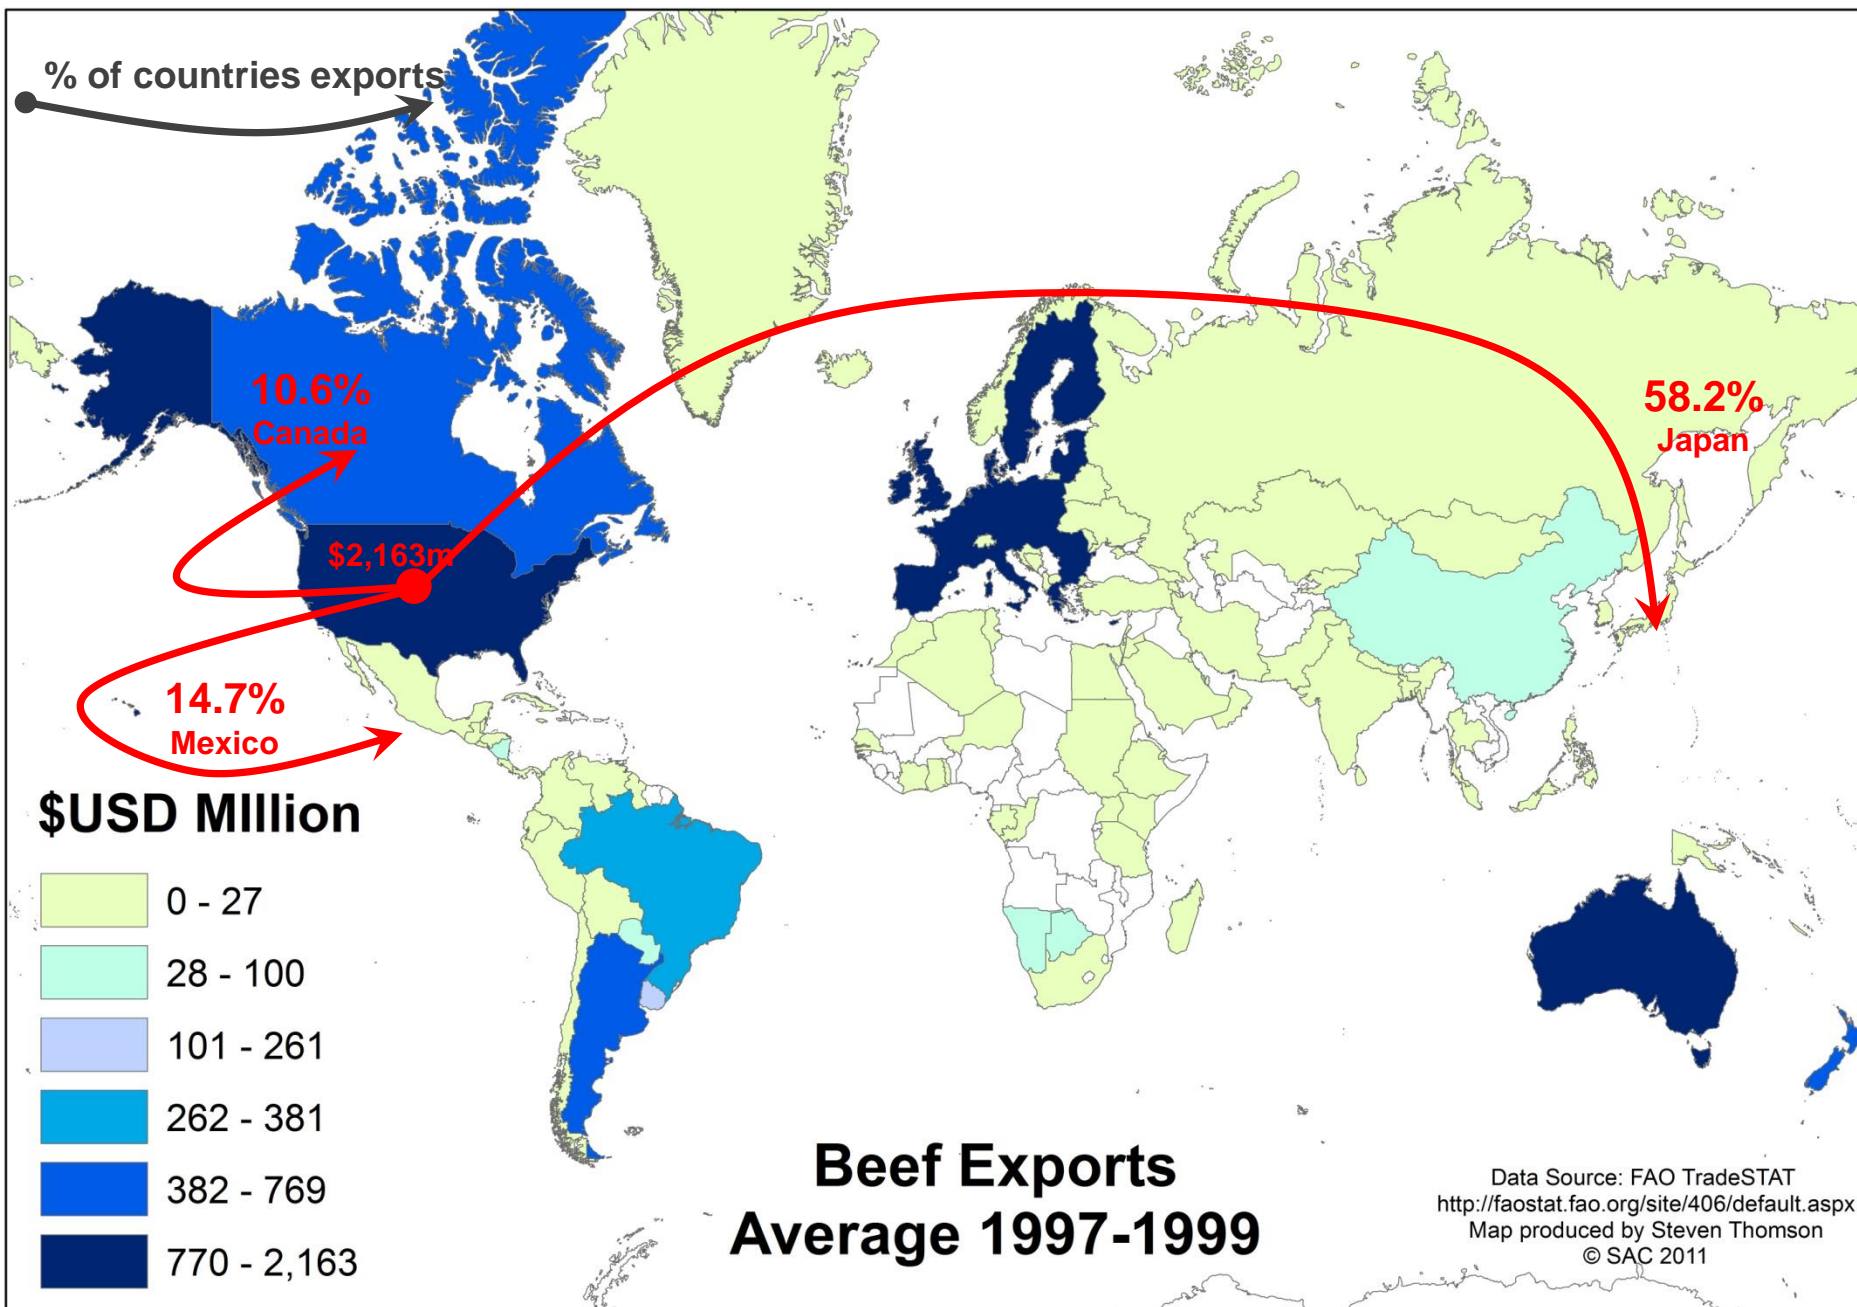 % of countries exports
10.6%
Canada
58.2%
Japan
$2,163m
14.7%
Mexico
$USD MIllion
0 - 27
28 - 100
101 - 261
262 - 381
382 - 769
770 - 2,163
Beef Exports
Average 1997-1999
Data Source: FAO TradeSTAT
http://faostat.fao.org/site/406/default.aspx
Map produced by Steven Thomson
© SAC 2011